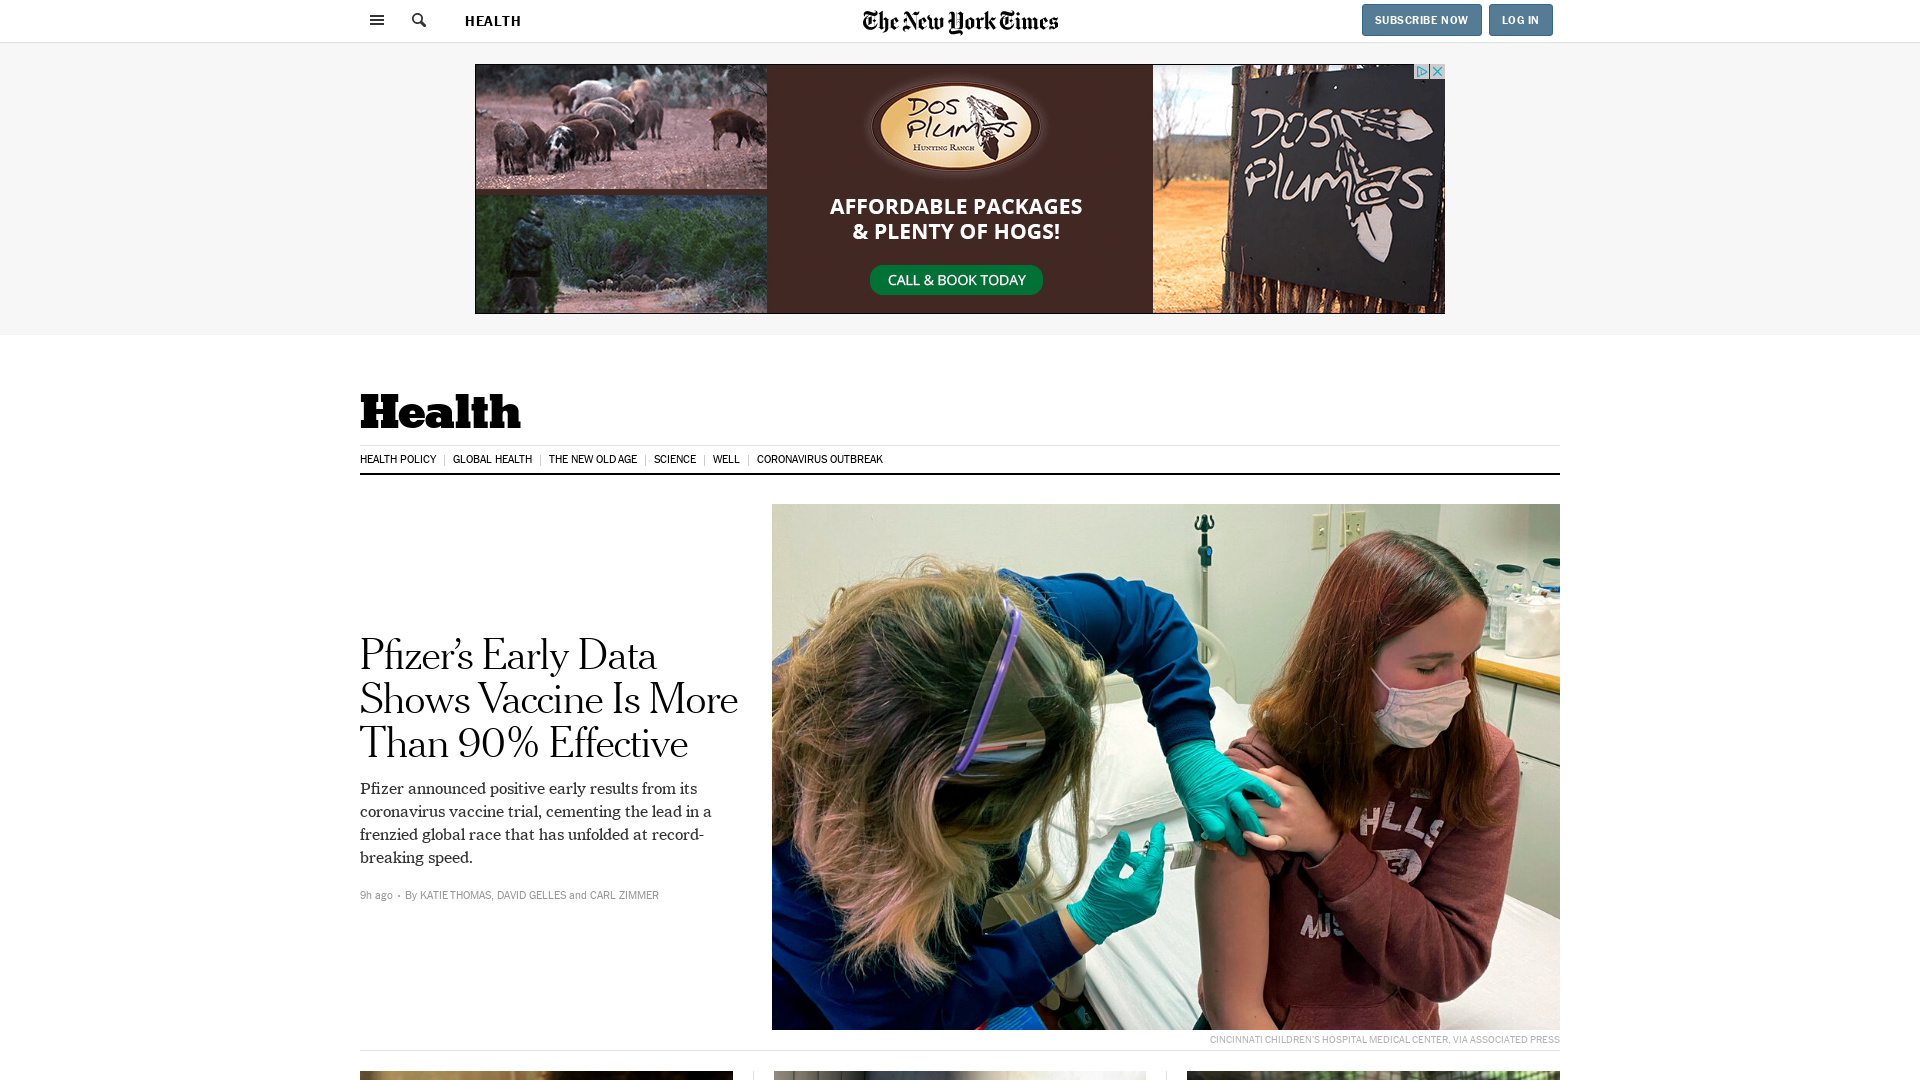 HEALTH
The New York Times
SUBSCRIBE NOW
LOG IN
DOS
Plumas
HUNTING RANCH
AFFORDABLE PACKAGES
& PLENTY OF HOGS!
CALL & BOOK TODAY
DOS
Plumas
Health
HEALTH POLICY
GLOBAL HEALTH
THE NEW OLD AGE
SCIENCE
WELL
CORONAVIRUS OUTBREAK
Pfizer’s Early Data
Shows Vaccine Is More
Than 90% Effective
Pfizer announced positive early results from its
coronavirus vaccine trial, cementing the lead in a
frenzied global race that has unfolded at record-
breaking speed.
9h ago • By KATIE THOMAS, DAVID GELLES and CARL ZIMMER
CINCINNATI CHILDREN'S HOSPITAL MEDICAL CENTER, VIA ASSOCIATED PRESS